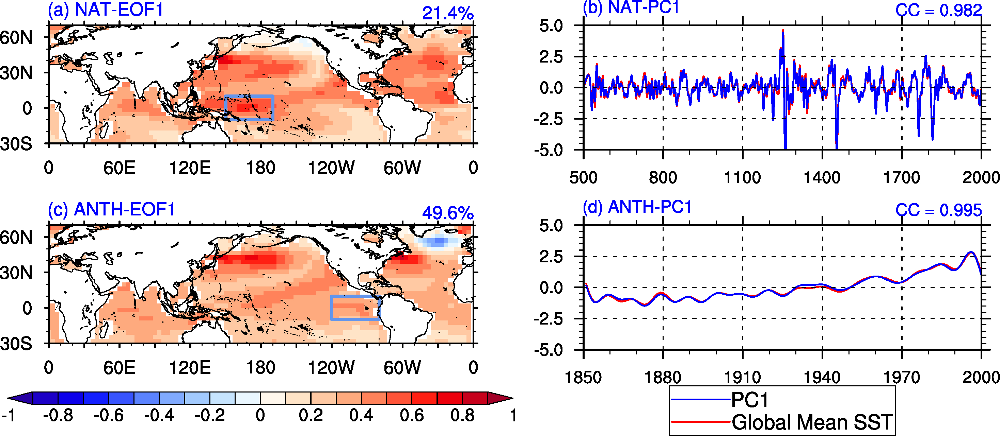 (a) NAT-EOF1
21.4%
60N
30N
0
30S
0 60E 120E 180 120W 60W 0
(b) NAT-PC1
CC = 0.982
5.0
2.5
0.0
-2.5
-5.0
500 800 1100 1400 1700 2000
(c) ANTH-EOF1
49.6%
60N
30N
0
30S
0 60E 120E 180 120W 60W 0
-1 -0.8 -0.6 -0.4 -0.2 0 0.2 0.4 0.6 0.8 1
(d) ANTH-PC1
CC = 0.995
5.0
2.5
0.0
-2.5
-5.0
1850 1880 1910 1940 1970 2000
PC1
Global Mean SST